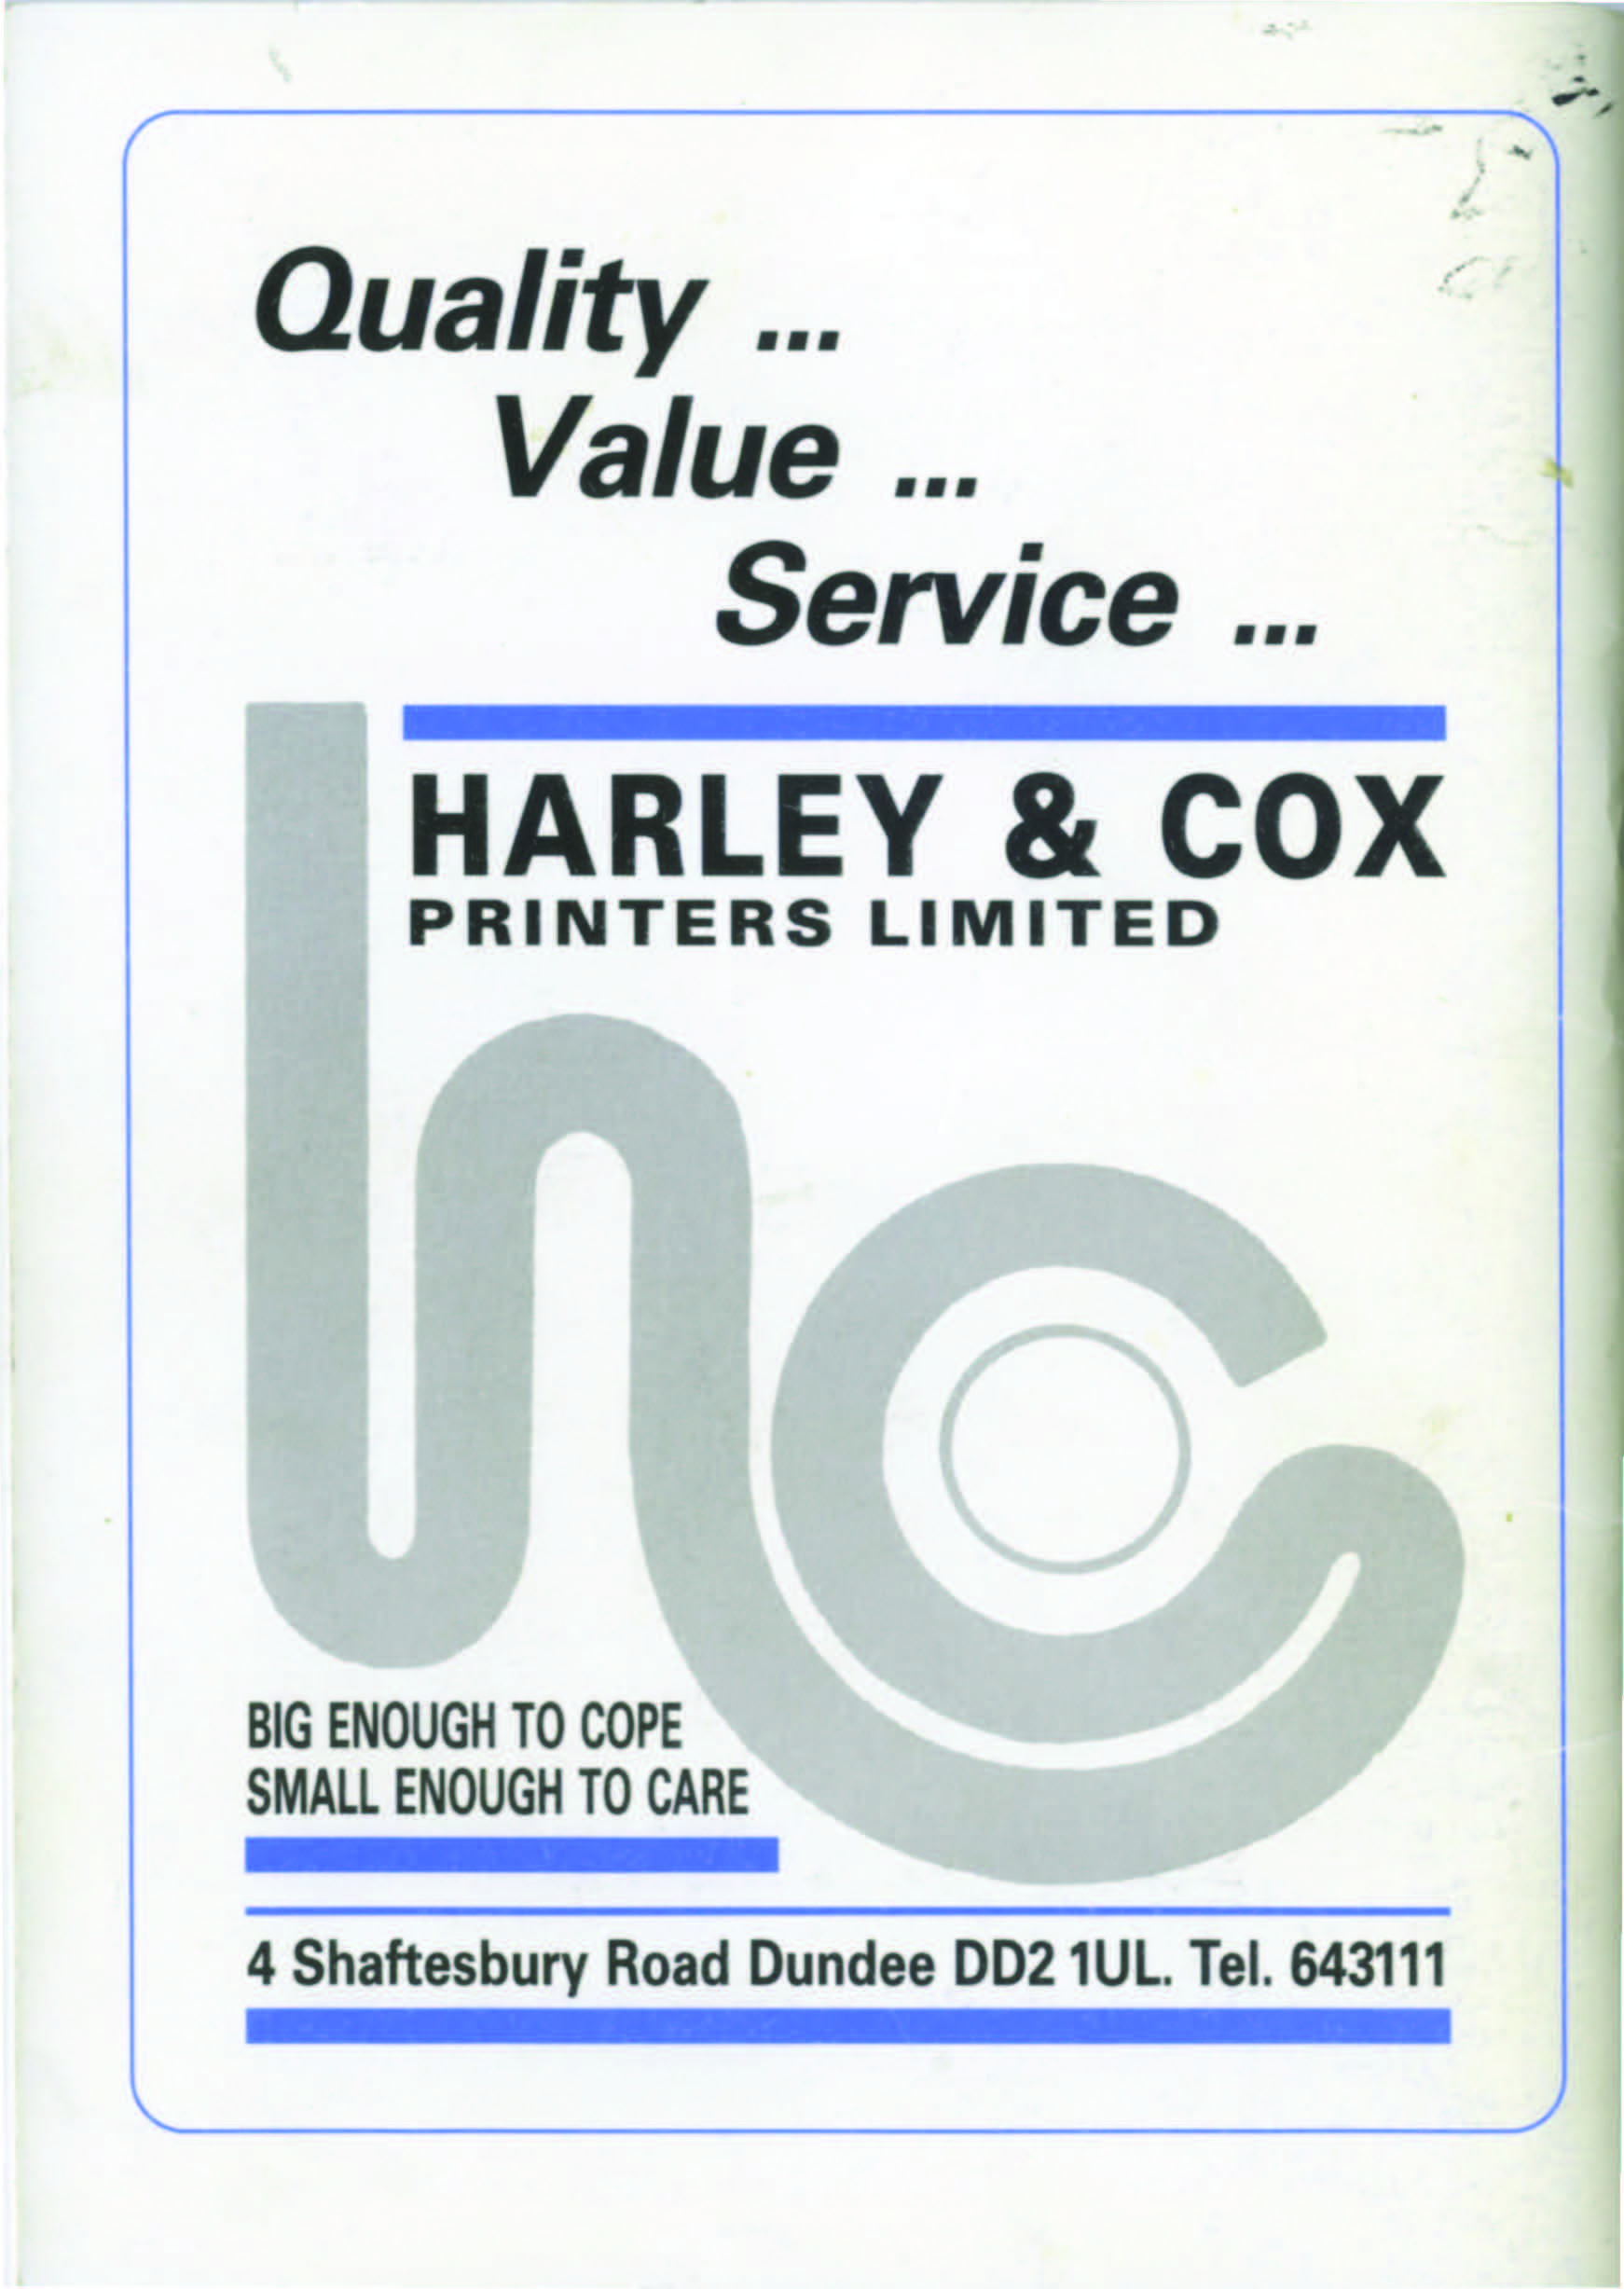 Quality ...
Value ...
Service ...
HARLEY & COX
PRINTERS LIMITED
hc
BIG ENOUGH TO COPE
SMALL ENOUGH TO CARE
4 Shaftesbury Road Dundee DD2 1UL. Tel. 643111